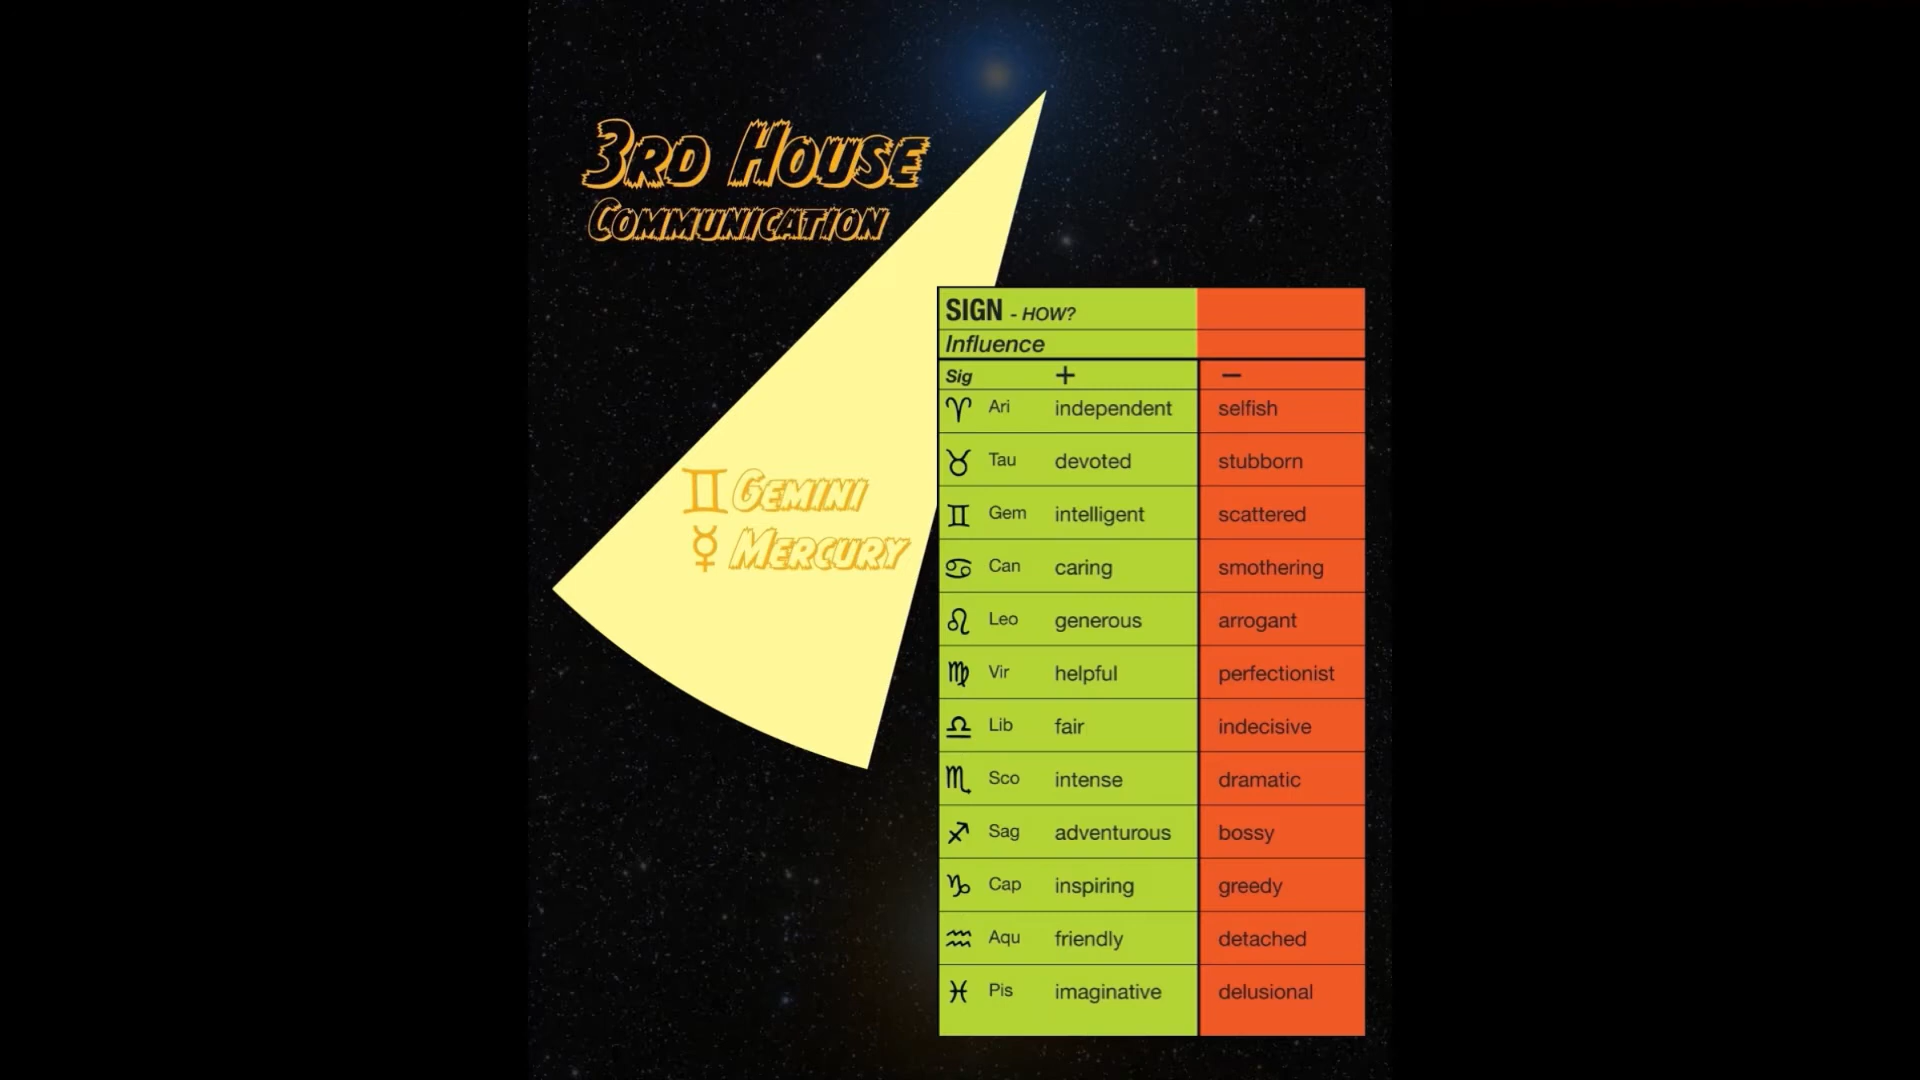 3rd House
Communication
♊ Gemini
☿ Mercury
SIGN - HOW?
Influence
Sig + −
♈ Ari independent selfish
♉ Tau devoted stubborn
♊ Gem intelligent scattered
♋ Can caring smothering
♌ Leo generous arrogant
♍ Vir helpful perfectionist
♎ Lib fair indecisive
♏ Sco intense dramatic
♐ Sag adventurous bossy
♑ Cap inspiring greedy
♒ Aqu friendly detached
♓ Pis imaginative delusional